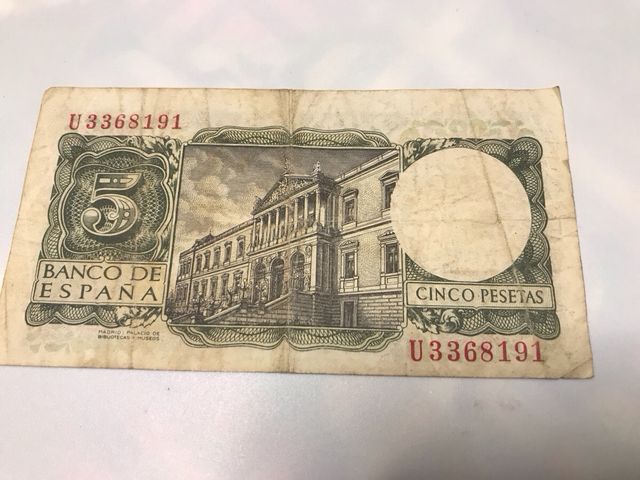 U3368191
5
BANCO DE
ESPAÑA
MADRID: PALACIO DE
BIBLIOTECAS Y MUSEOS
CINCO PESETAS
U3368191